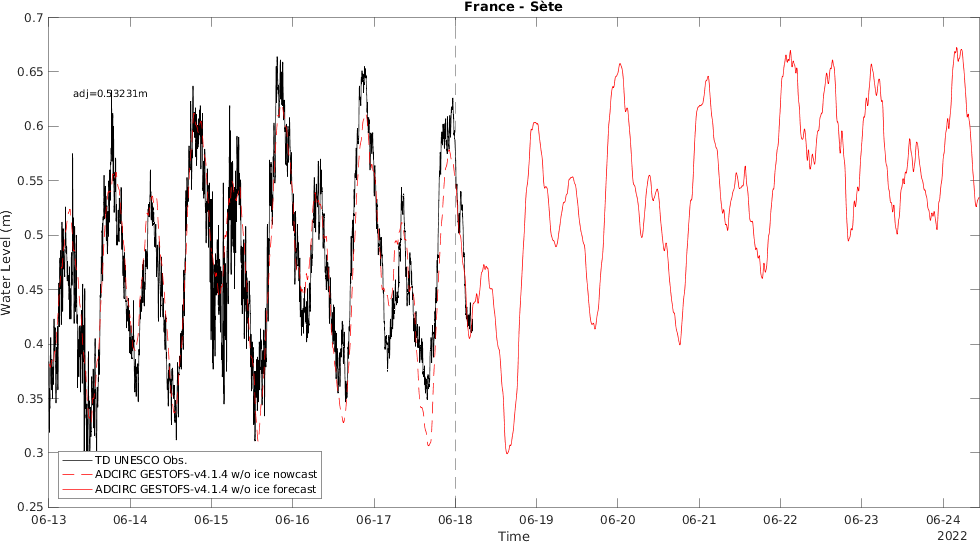 France - Sète
0.7
0.65
0.6
0.55
0.5
0.45
0.4
0.35
0.3
0.25
Water Level (m)
adj=0.53231m
TD UNESCO Obs.
ADCIRC GESTOFS-v4.1.4 w/o ice nowcast
ADCIRC GESTOFS-v4.1.4 w/o ice forecast
06-13 06-14 06-15 06-16 06-17 06-18 06-19 06-20 06-21 06-22 06-23 06-24
Time
2022